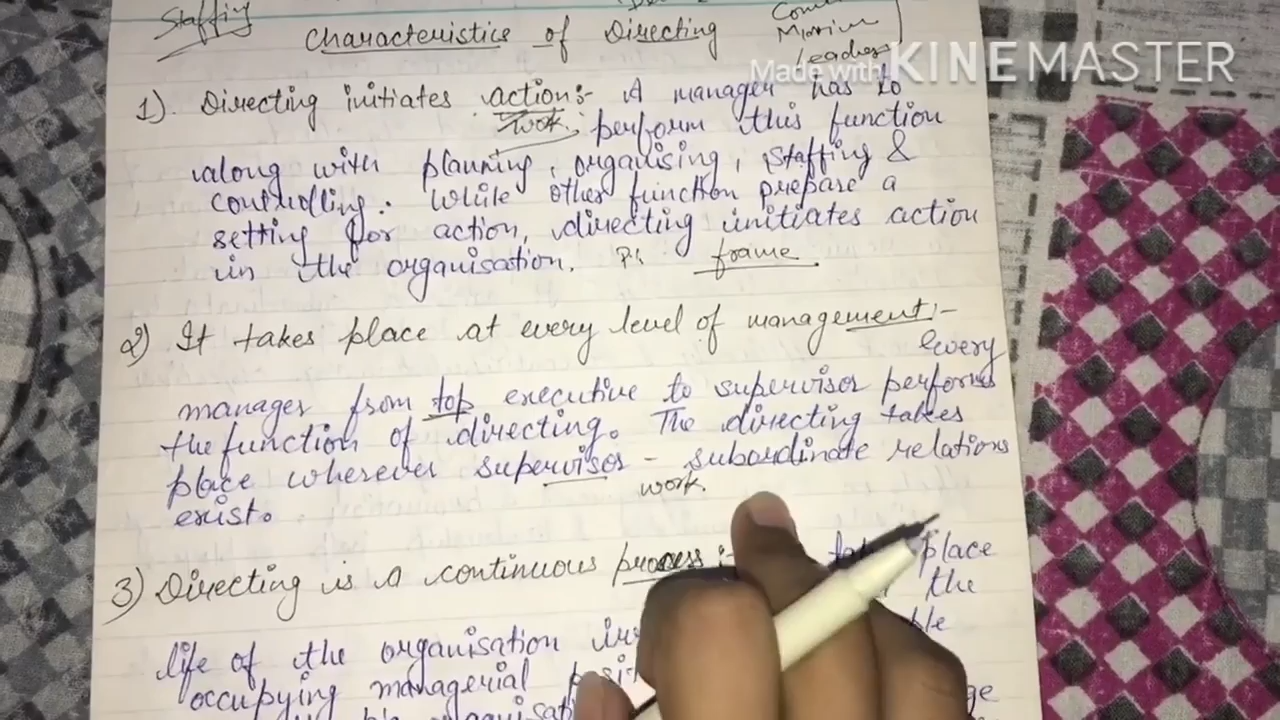 Staffing
Characteristics of Directing
Leaders
Made with KINEMASTER
1) Directing initiates action:- A manager has to
work. perform this function
along with planning, organising, staffing &
controlling. While other function prepare a
setting for action, directing initiates action
in the organisation. frame
2) It takes place at every level of management:-
Every
manager from top executive to supervisor performs
the function of directing. The directing takes
place wherever supervisor - subordinate relations
exist. work.
3) Directing is a continuous process:- place
the
life of the organisation
occupying managerial